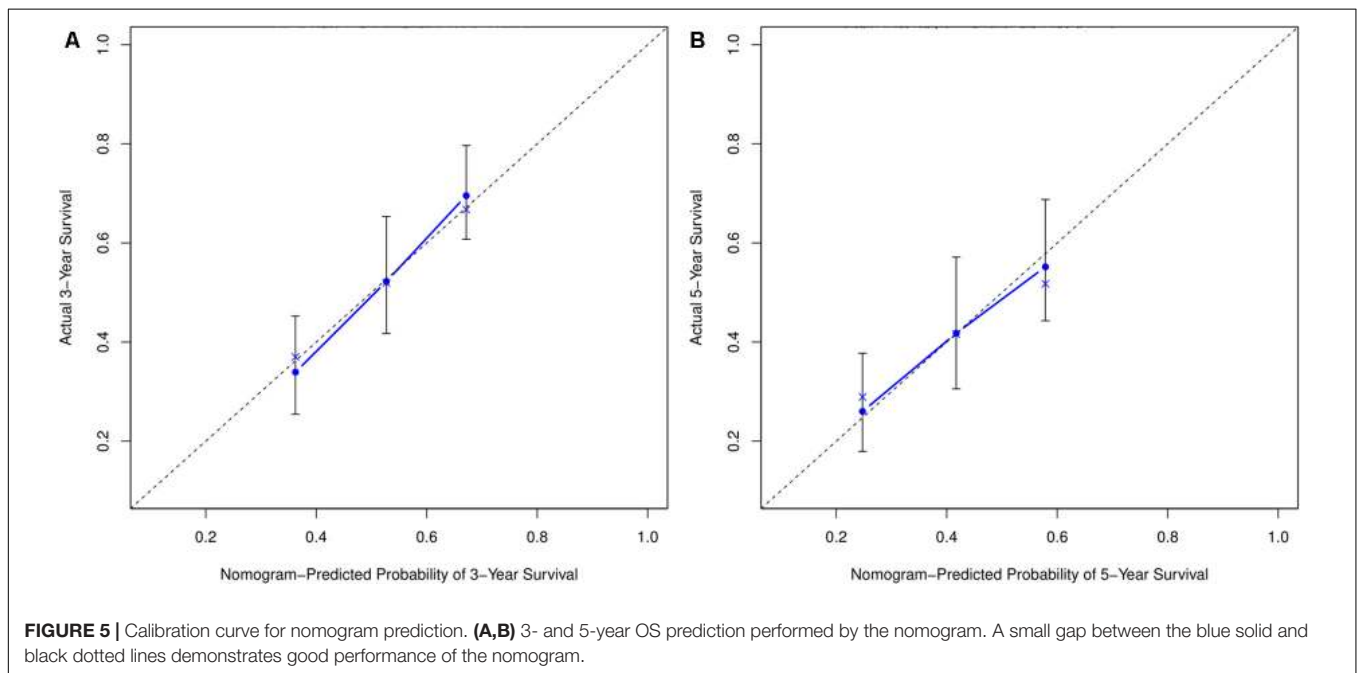 A
B
1.0
0.8
0.6
0.4
0.2
Actual 3−Year Survival
0.2 0.4 0.6 0.8 1.0
Nomogram−Predicted Probability of 3−Year Survival
1.0
0.8
0.6
0.4
0.2
Actual 5−Year Survival
0.2 0.4 0.6 0.8 1.0
Nomogram−Predicted Probability of 5−Year Survival
FIGURE 5 | Calibration curve for nomogram prediction. (A,B) 3- and 5-year OS prediction performed by the nomogram. A small gap between the blue solid and
black dotted lines demonstrates good performance of the nomogram.